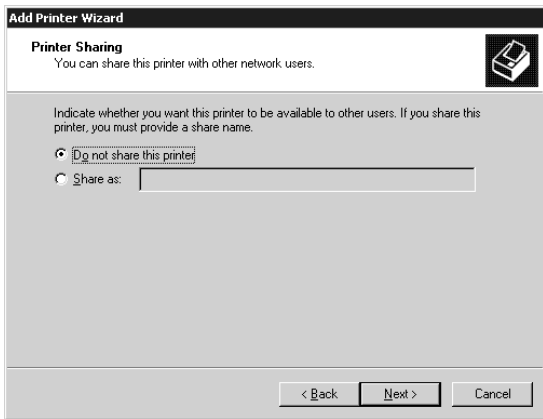 Add Printer Wizard
Printer Sharing
You can share this printer with other network users.
Indicate whether you want this printer to be available to other users. If you share this
printer, you must provide a share name.
Do not share this printer
Share as:
< Back Next > Cancel